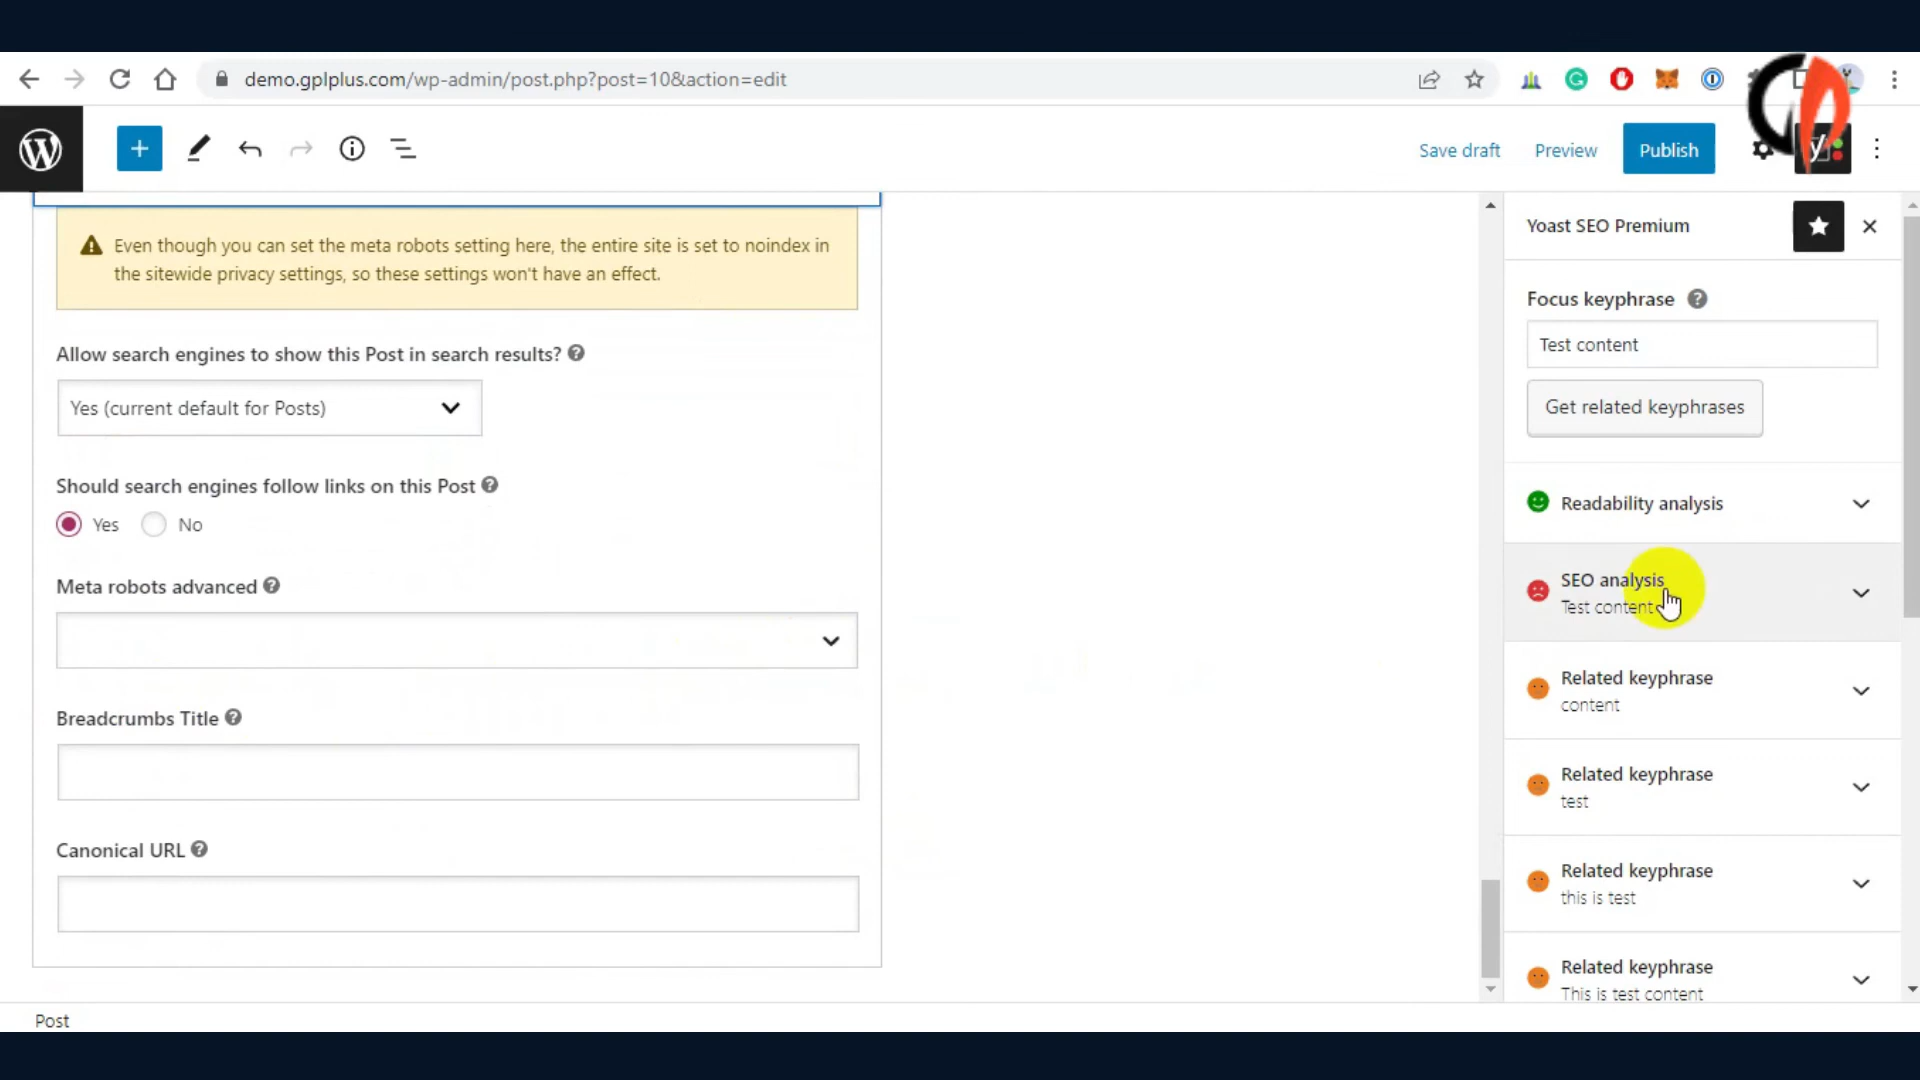 demo.gplplus.com/wp-admin/post.php?post=10&action=edit
Save draft
Preview
Publish
Even though you can set the meta robots setting here, the entire site is set to noindex in
the sitewide privacy settings, so these settings won't have an effect.
Allow search engines to show this Post in search results?
Yes (current default for Posts)
Should search engines follow links on this Post
Yes
No
Meta robots advanced
Breadcrumbs Title
Canonical URL
Post
Yoast SEO Premium
Focus keyphrase
Test content
Get related keyphrases
Readability analysis
SEO analysis
Test content
Related keyphrase
content
Related keyphrase
test
Related keyphrase
this is test
Related keyphrase
This is test content